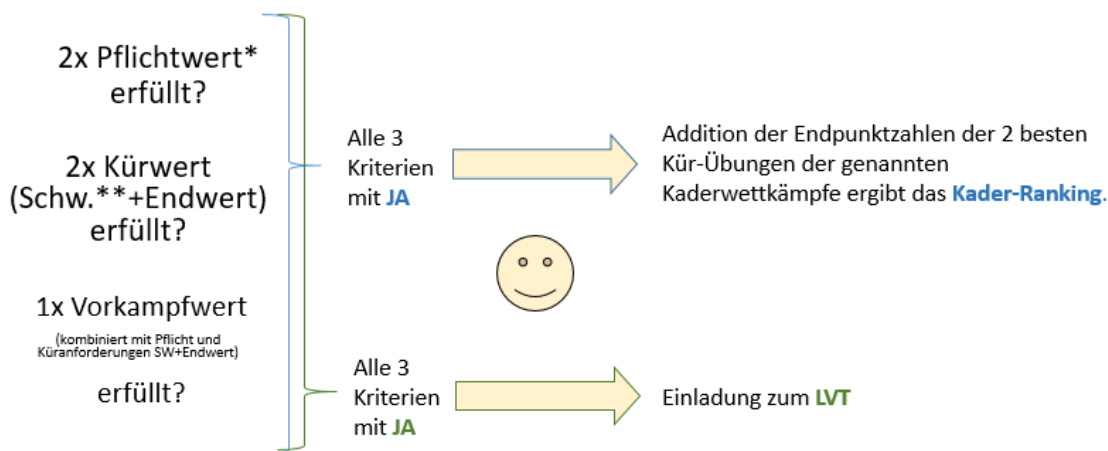 2x Pflichtwert*
erfüllt?
2x Kürwert
(Schw.**+Endwert)
erfüllt?
1x Vorkampfwert
(kombiniert mit Pflicht und
Küranforderungen SW+Endwert)
erfüllt?
Alle 3
Kriterien
mit JA
Addition der Endpunktzahlen der 2 besten
Kür-Übungen der genannten
Kaderwettkämpfe ergibt das Kader-Ranking.
Alle 3
Kriterien
mit JA
Einladung zum LVT